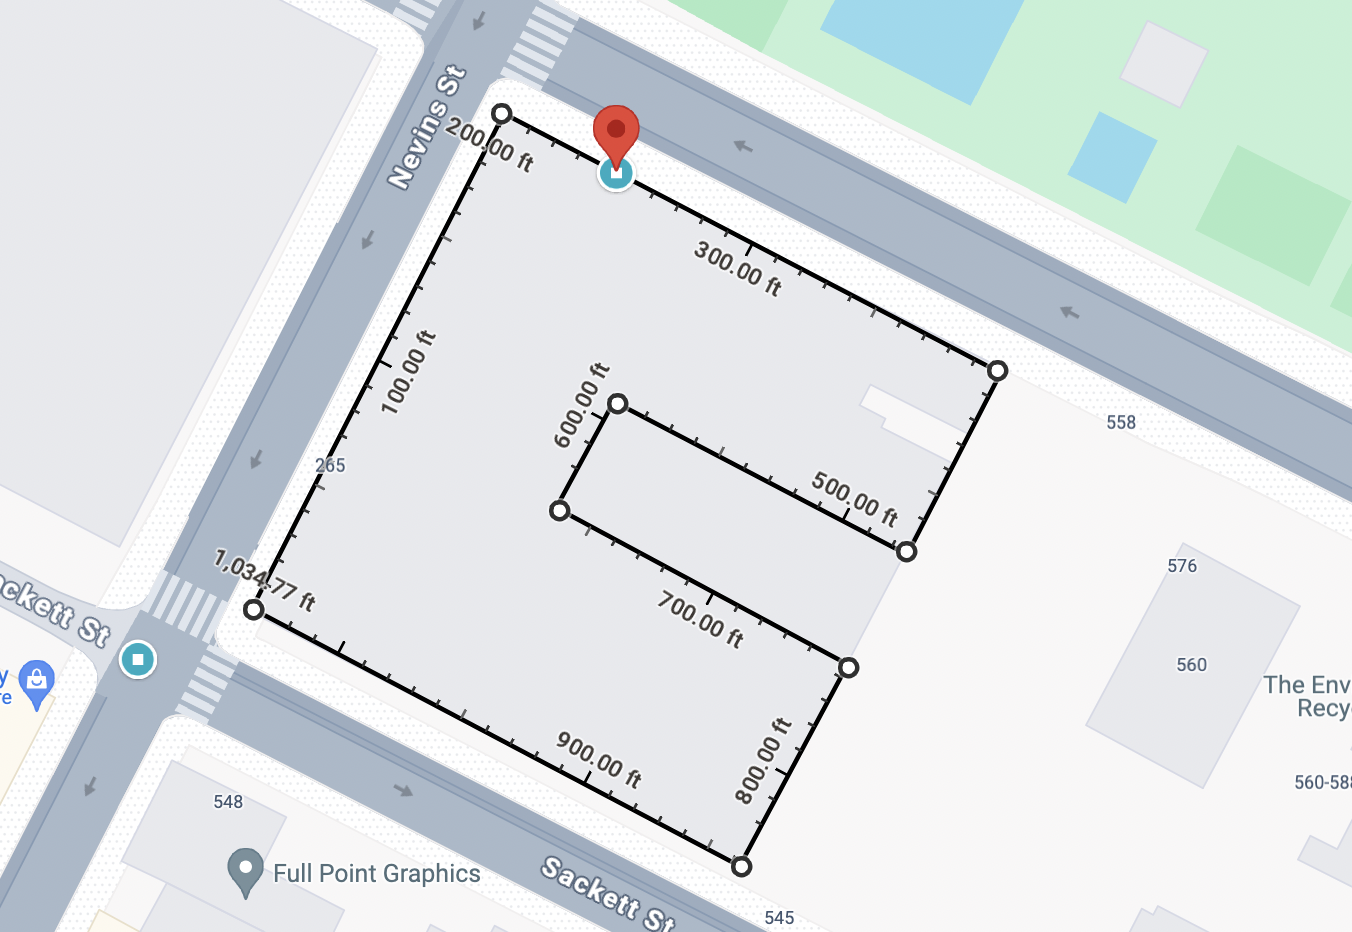 Nevins St
200.00 ft
300.00 ft
100.00 ft
600.00 ft
558
265
500.00 ft
1,034.77 ft
576
ackett St
700.00 ft
560
The Env
Recy
y
re
900.00 ft
800.00 ft
560-588
548
Full Point Graphics
Sackett St
545